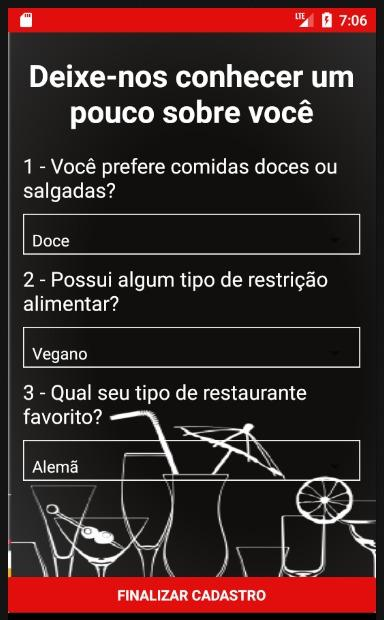 LTE 7:06
Deixe-nos conhecer um
pouco sobre você
1 - Você prefere comidas doces ou
salgadas?
Doce
2 - Possui algum tipo de restrição
alimentar?
Vegano
3 - Qual seu tipo de restaurante
favorito?
Alemã
FINALIZAR CADASTRO